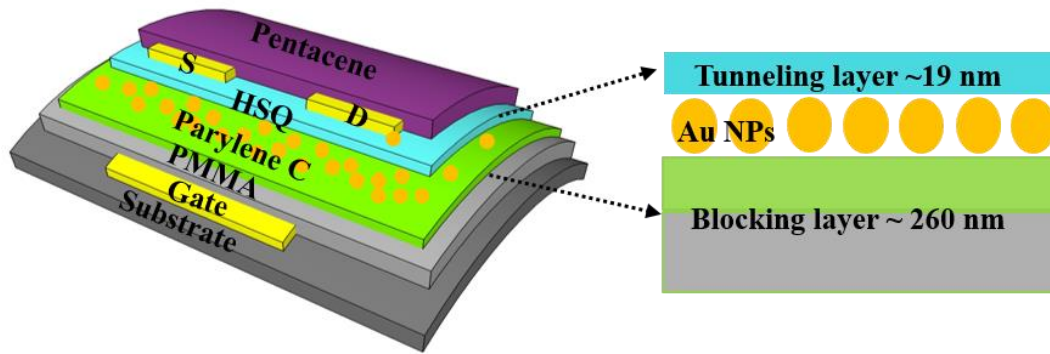 Pentacene
S
D
HSQ
Parylene C
PMMA
Gate
Substrate
Tunneling layer ~19 nm
Au NPs
Blocking layer ~ 260 nm